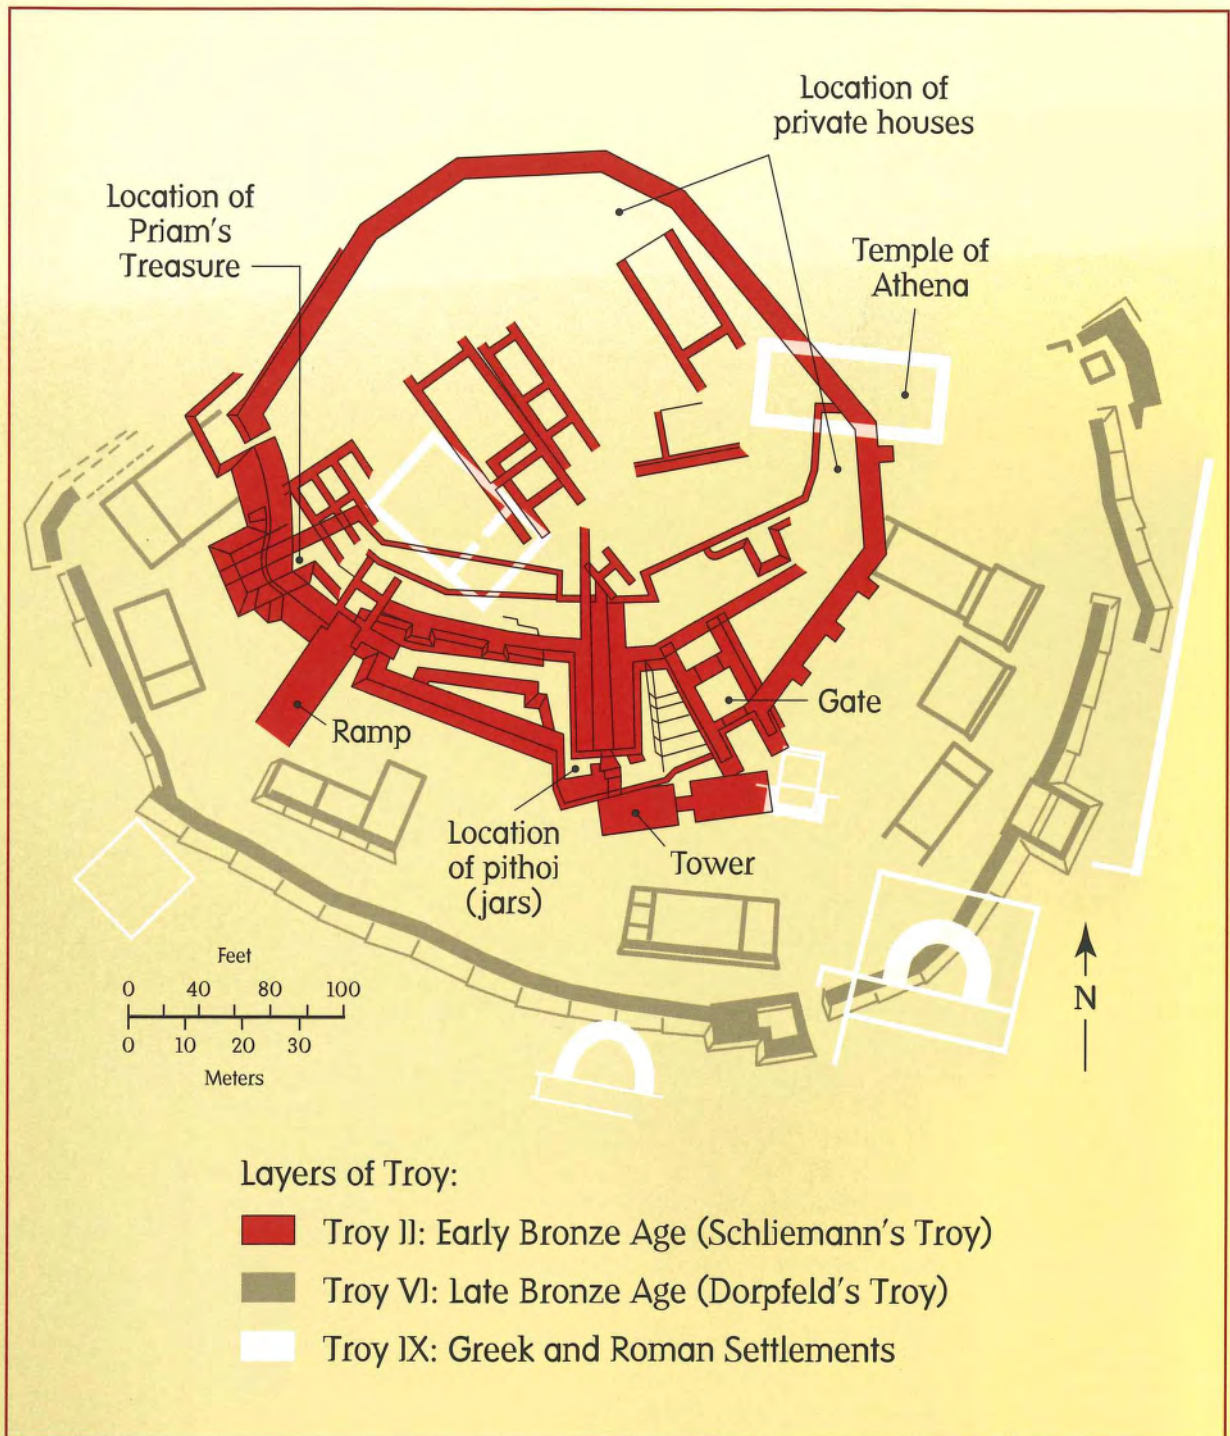 Location of
private houses
Location of
Priam's
Treasure
Temple of
Athena
Gate
Ramp
Location
of pithoi
(jars)
Tower
Feet
0 40 80 100
0 10 20 30
Meters
N
Layers of Troy:
Troy II: Early Bronze Age (Schliemann's Troy)
Troy VI: Late Bronze Age (Dorpfeld's Troy)
Troy IX: Greek and Roman Settlements